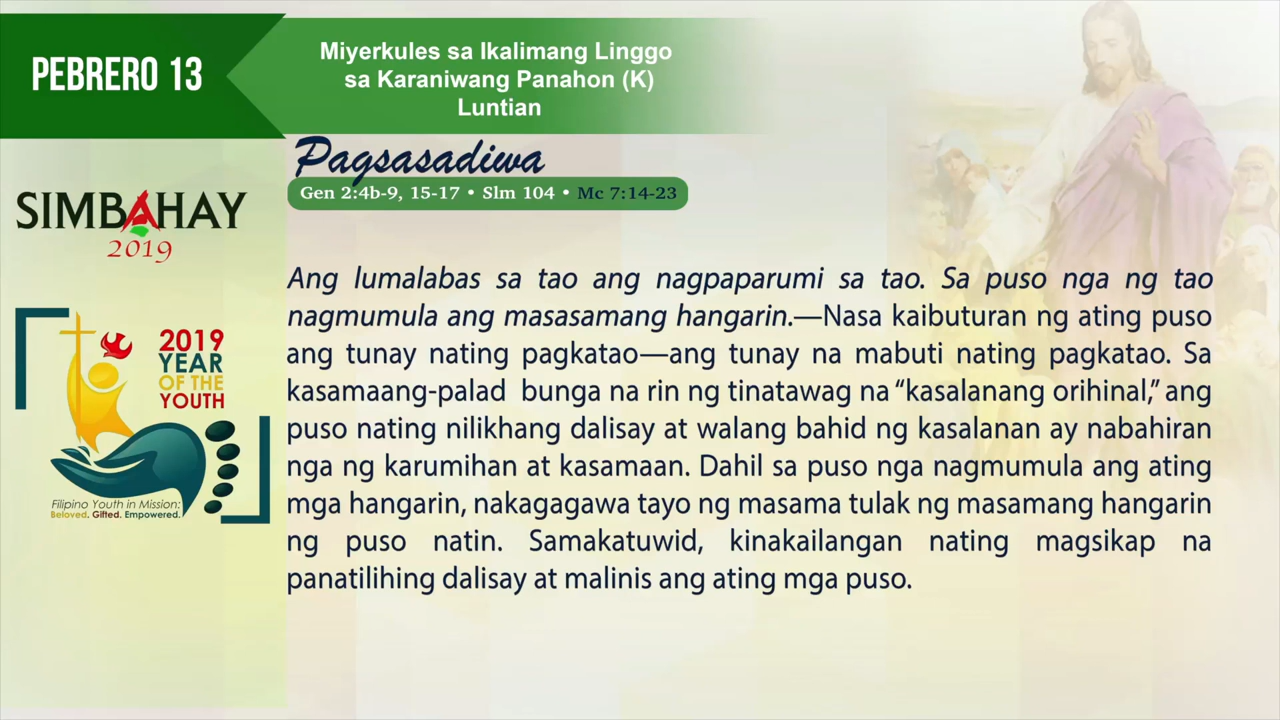 PEBRERO 13
Miyerkules sa Ikalimang Linggo
sa Karaniwang Panahon (K)
Luntian
Pagsasadiwa
Gen 2:4b-9, 15-17 • Slm 104 • Mc 7:14-23
SIMBAHAY
2019
2019
YEAR
OF THE
YOUTH
Filipino Youth in Mission:
Beloved. Gifted. Empowered.
Ang lumalabas sa tao ang nagpaparumi sa tao. Sa puso nga ng tao
nagmumula ang masasamang hangarin.—Nasa kaibuturan ng ating puso
ang tunay nating pagkatao—ang tunay na mabuti nating pagkatao. Sa
kasamaang-palad bunga na rin ng tinatawag na “kasalanang orihinal,” ang
puso nating nilikhang dalisay at walang bahid ng kasalanan ay nabahiran
nga ng karumihan at kasamaan. Dahil sa puso nga nagmumula ang ating
mga hangarin, nakagagawa tayo ng masama tulak ng masamang hangarin
ng puso natin. Samakatuwid, kinakailangan nating magsikap na
panatilihing dalisay at malinis ang ating mga puso.